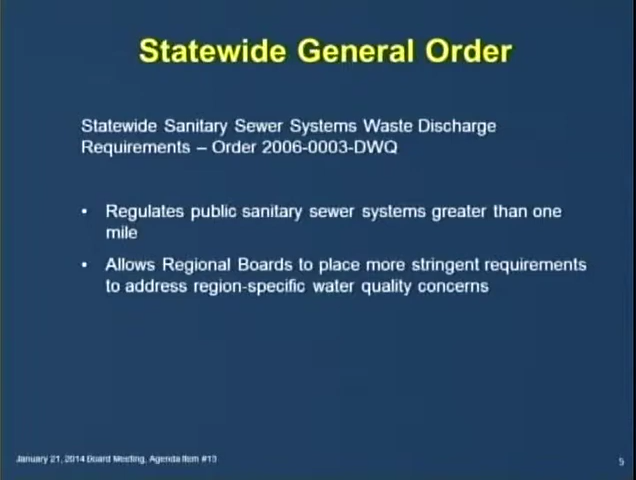 Statewide General Order
Statewide Sanitary Sewer Systems Waste Discharge
Requirements – Order 2006-0003-DWQ
• Regulates public sanitary sewer systems greater than one
mile
• Allows Regional Boards to place more stringent requirements
to address region-specific water quality concerns
January 21, 2014 Board Meeting, Agenda Item #13
5